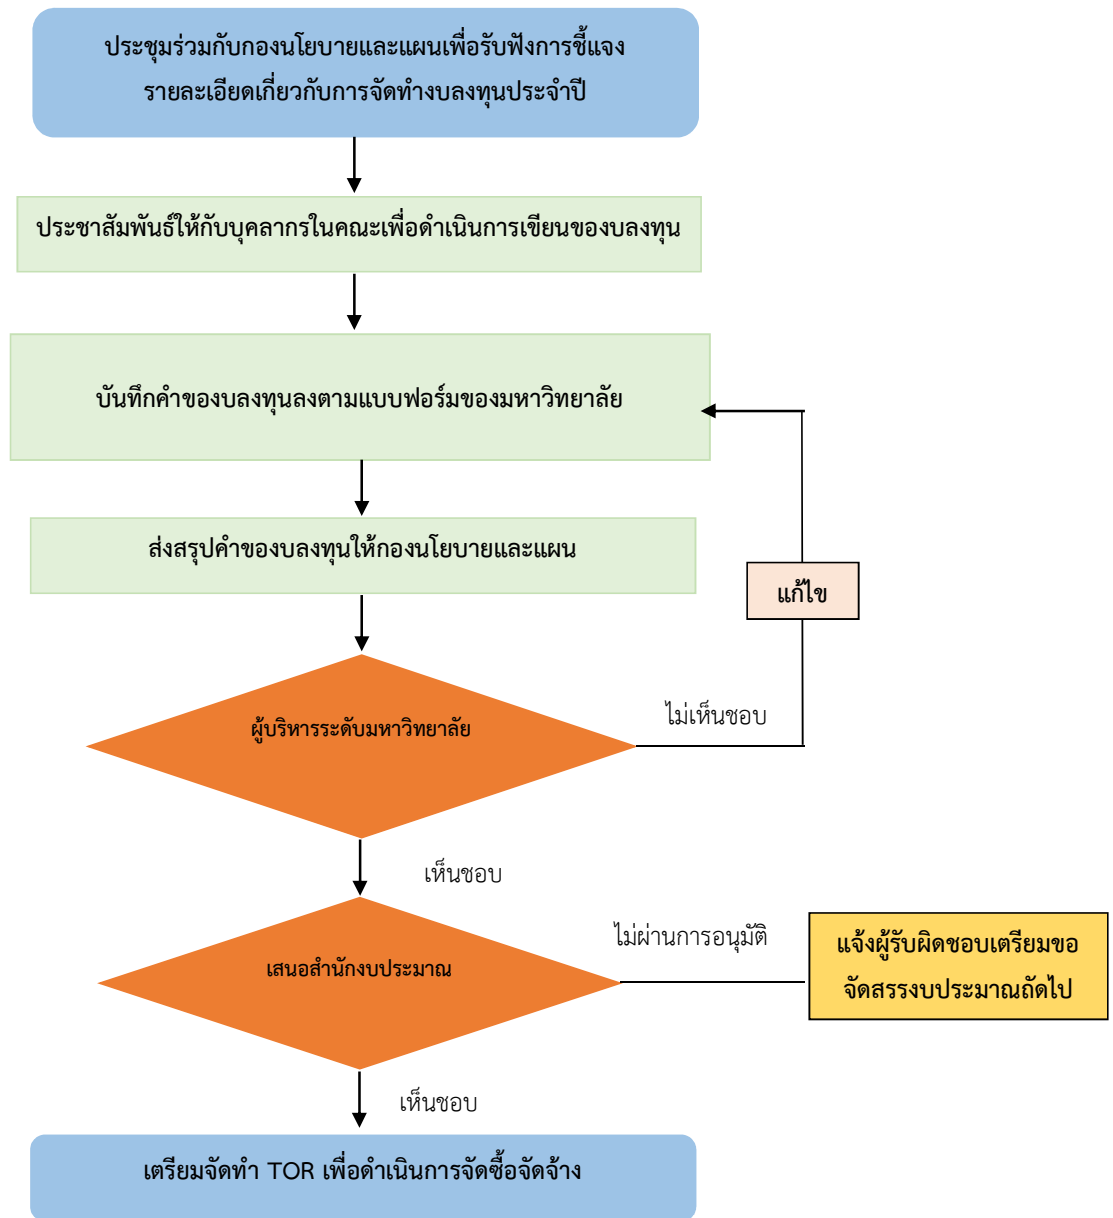 ประชุมร่วมกับกองนโยบายและแผนเพื่อรับฟังการชี้แจง
รายละเอียดเกี่ยวกับการจัดทำงบลงทุนประจำปี
ประชาสัมพันธ์ให้กับบุคลากรในคณะเพื่อดำเนินการเขียนของบลงทุน
บันทึกคำของบลงทุนลงตามแบบฟอร์มของมหาวิทยาลัย
ส่งสรุปคำของบลงทุนให้กองนโยบายและแผน
แก้ไข
ผู้บริหารระดับมหาวิทยาลัย
ไม่เห็นชอบ
เห็นชอบ
เสนอสำนักงบประมาณ
ไม่ผ่านการอนุมัติ
แจ้งผู้รับผิดชอบเตรียมขอ
จัดสรรงบประมาณถัดไป
เห็นชอบ
เตรียมจัดทำ TOR เพื่อดำเนินการจัดซื้อจัดจ้าง